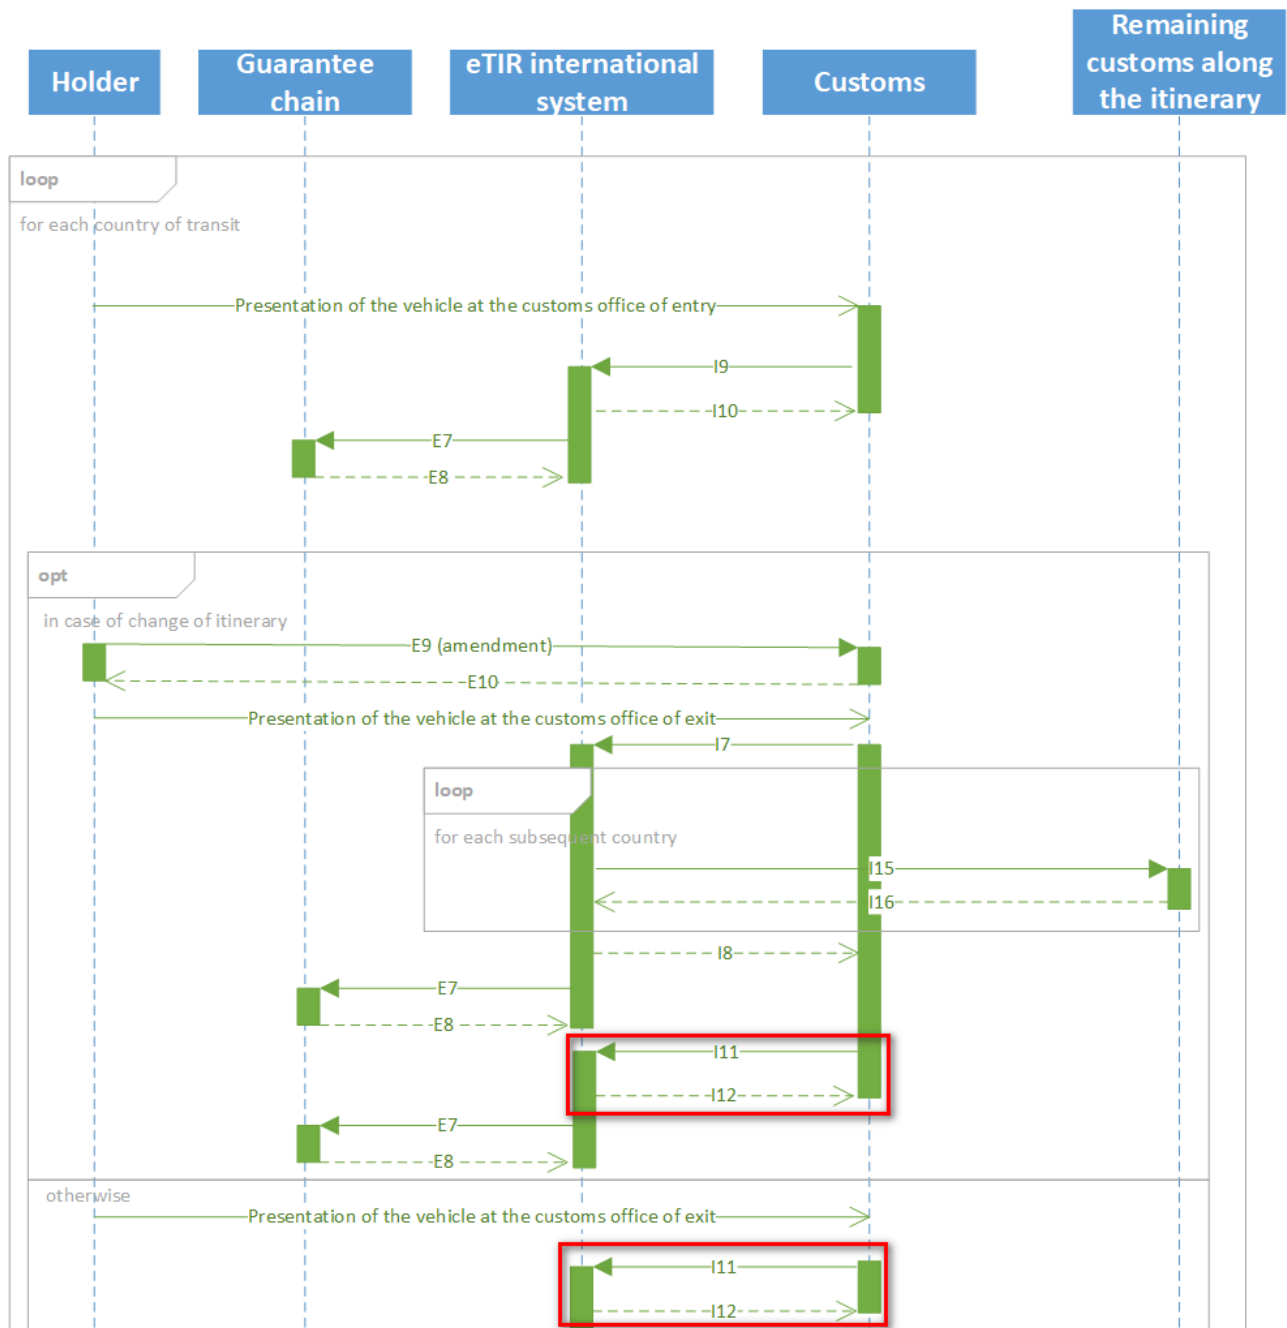 Holder
Guarantee
chain
eTIR international
system
Customs
Remaining
customs along
the itinerary
loop
for each country of transit
Presentation of the vehicle at the customs office of entry
I9
I10
E7
E8
opt
in case of change of itinerary
E9 (amendment)
E10
Presentation of the vehicle at the customs office of exit
I7
loop
for each subsequent country
I15
I16
I8
E7
E8
I11
I12
E7
E8
otherwise
Presentation of the vehicle at the customs office of exit
I11
I12